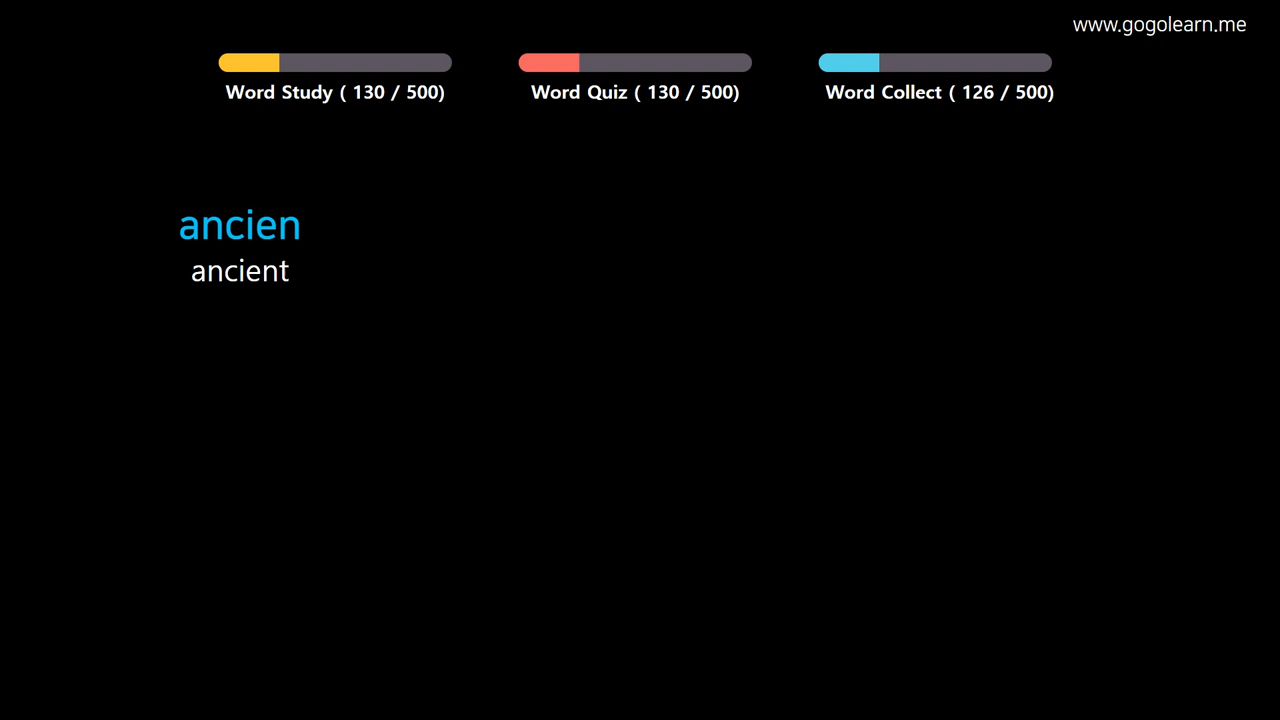 www.gogolearn.me
Word Study ( 130 / 500)
Word Quiz ( 130 / 500)
Word Collect ( 126 / 500)
ancien
ancient